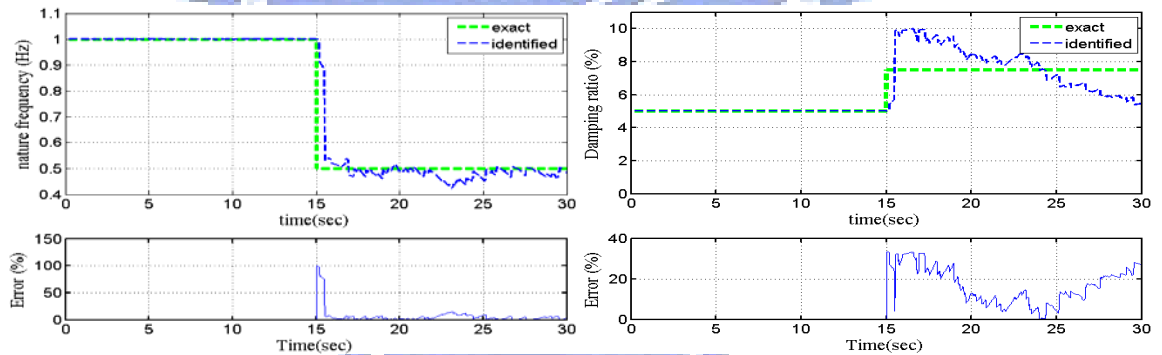 1.1
1
0.9
0.8
0.7
0.6
0.5
0.4
nature frequency (Hz)
exact
identified
0 5 10 15 20 25 30
time(sec)
150
100
50
0
Error (%)
0 5 10 15 20 25 30
Time(sec)
10
8
6
4
2
0
Damping ratio (%)
exact
identified
0 5 10 15 20 25 30
time(sec)
40
20
0
Error (%)
0 5 10 15 20 25 30
Time(sec)